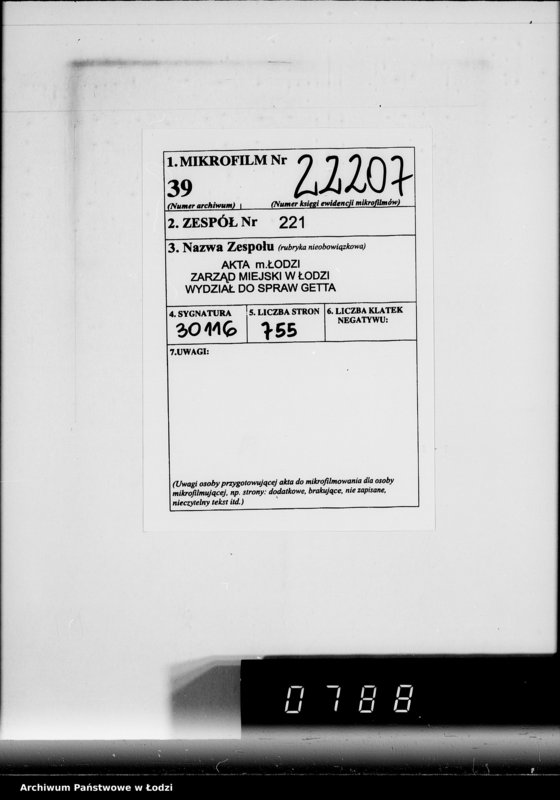 1. MIKROFILM Nr 22207
39
(Numer archiwum) (Numer księgi ewidencji mikrofilmów)
2. ZESPÓŁ Nr 221
3. Nazwa Zespołu (rubryka nieobowiązkowa)
AKTA m.ŁODZI
ZARZĄD MIEJSKI W ŁODZI
WYDZIAŁ DO SPRAW GETTA
4. SYGNATURA 5. LICZBA STRON 6. LICZBA KLATEK
NEGATYWU:
30116 755
7.UWAGI:
(Uwagi osoby przygotowującej akta do mikrofilmowania dla osoby
mikrofilmującej, np. strony: dodatkowe, brakujące, nie zapisane,
nieczytelny tekst itd.)
0788
Archiwum Państwowe w Łodzi